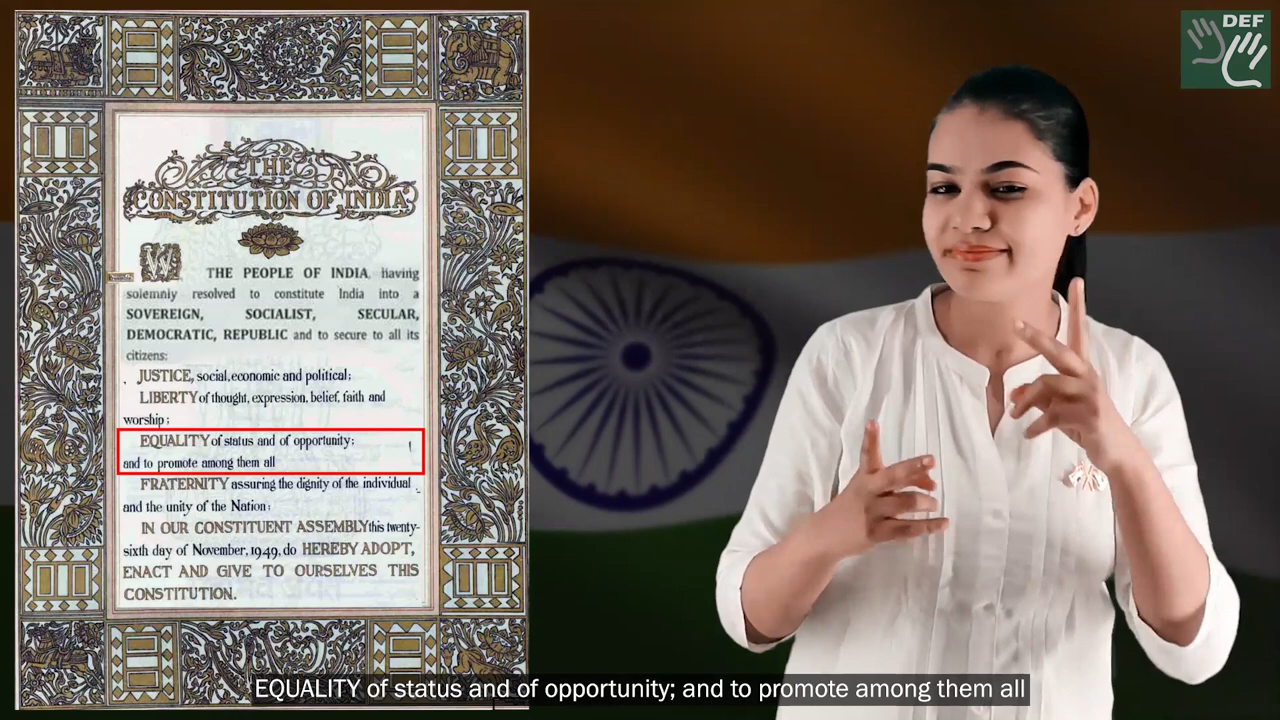 DEF
THE
CONSTITUTION OF INDIA
W
THE PEOPLE OF INDIA, having
solemnly resolved to constitute India into a
SOVEREIGN, SOCIALIST, SECULAR,
DEMOCRATIC, REPUBLIC and to secure to all its
citizens:
JUSTICE, social, economic and political;
LIBERTY of thought, expression, belief, faith and
worship;
EQUALITY of status and of opportunity;
and to promote among them all
FRATERNITY assuring the dignity of the individual
and the unity of the Nation;
IN OUR CONSTITUENT ASSEMBLY this twenty-
sixth day of November, 1949, do HEREBY ADOPT,
ENACT AND GIVE TO OURSELVES THIS
CONSTITUTION.
EQUALITY of status and of opportunity; and to promote among them all